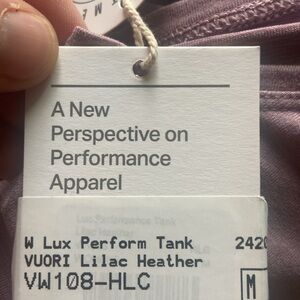 A New
Perspective on
Performance
Apparel
W Lux Perform Tank 2420
VUORI Lilac Heather
VW108-HLC
M